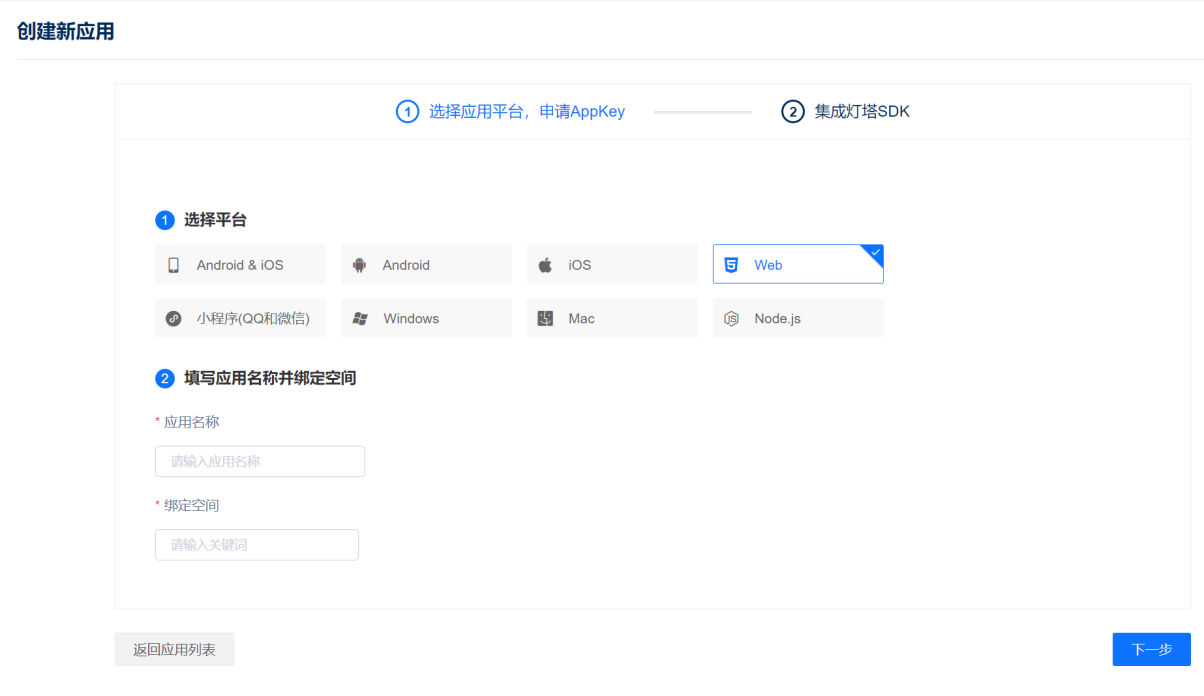 创建新应用
1 选择应用平台，申请AppKey 2 集成灯塔SDK
1 选择平台
Android & iOS Android iOS Web
小程序(QQ和微信) Windows Mac Node.js
2 填写应用名称并绑定空间
* 应用名称
请输入应用名称
* 绑定空间
请输入关键词
返回应用列表 下一步